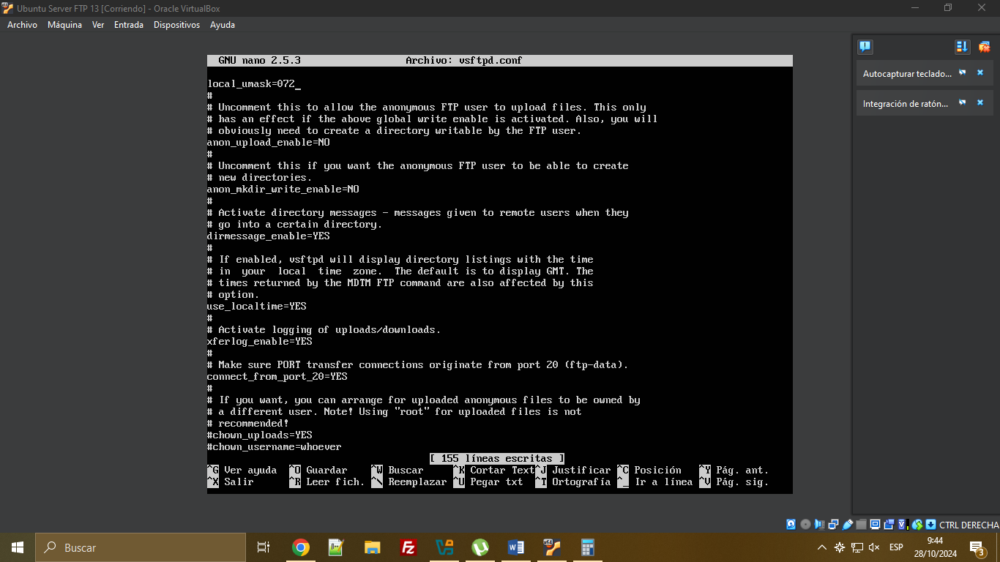 Ubuntu Server FTP 13 [Corriendo] - Oracle VirtualBox
Archivo Máquina Ver Entrada Dispositivos Ayuda
GNU nano 2.5.3 Archivo: vsftpd.conf
local_umask=072_
#
# Uncomment this to allow the anonymous FTP user to upload files. This only
# has an effect if the above global write enable is activated. Also, you will
# obviously need to create a directory writable by the FTP user.
anon_upload_enable=NO
#
# Uncomment this if you want the anonymous FTP user to be able to create
# new directories.
anon_mkdir_write_enable=NO
#
# Activate directory messages - messages given to remote users when they
# go into a certain directory.
dirmessage_enable=YES
#
# If enabled, vsftpd will display directory listings with the time
# in  your  local  time  zone.  The default is to display GMT. The
# times returned by the MDTM FTP command are also affected by this
# option.
use_localtime=YES
#
# Activate logging of uploads/downloads.
xferlog_enable=YES
#
# Make sure PORT transfer connections originate from port 20 (ftp-data).
connect_from_port_20=YES
#
# If you want, you can arrange for uploaded anonymous files to be owned by
# a different user. Note! Using "root" for uploaded files is not
# recommended!
#chown_uploads=YES
#chown_username=whoever
[ 155 líneas escritas ]
^G Ver ayuda ^O Guardar ^W Buscar ^K Cortar Text ^J Justificar ^C Posición ^Y Pág. ant.
^X Salir ^R Leer fich. ^\ Reemplazar ^U Pegar txt ^T Ortografía ^_ Ir a línea ^V Pág. sig.
Autocapturar teclado...
Integración de ratón...
CTRL DERECHA
Buscar
ESP
9:44
28/10/2024
3